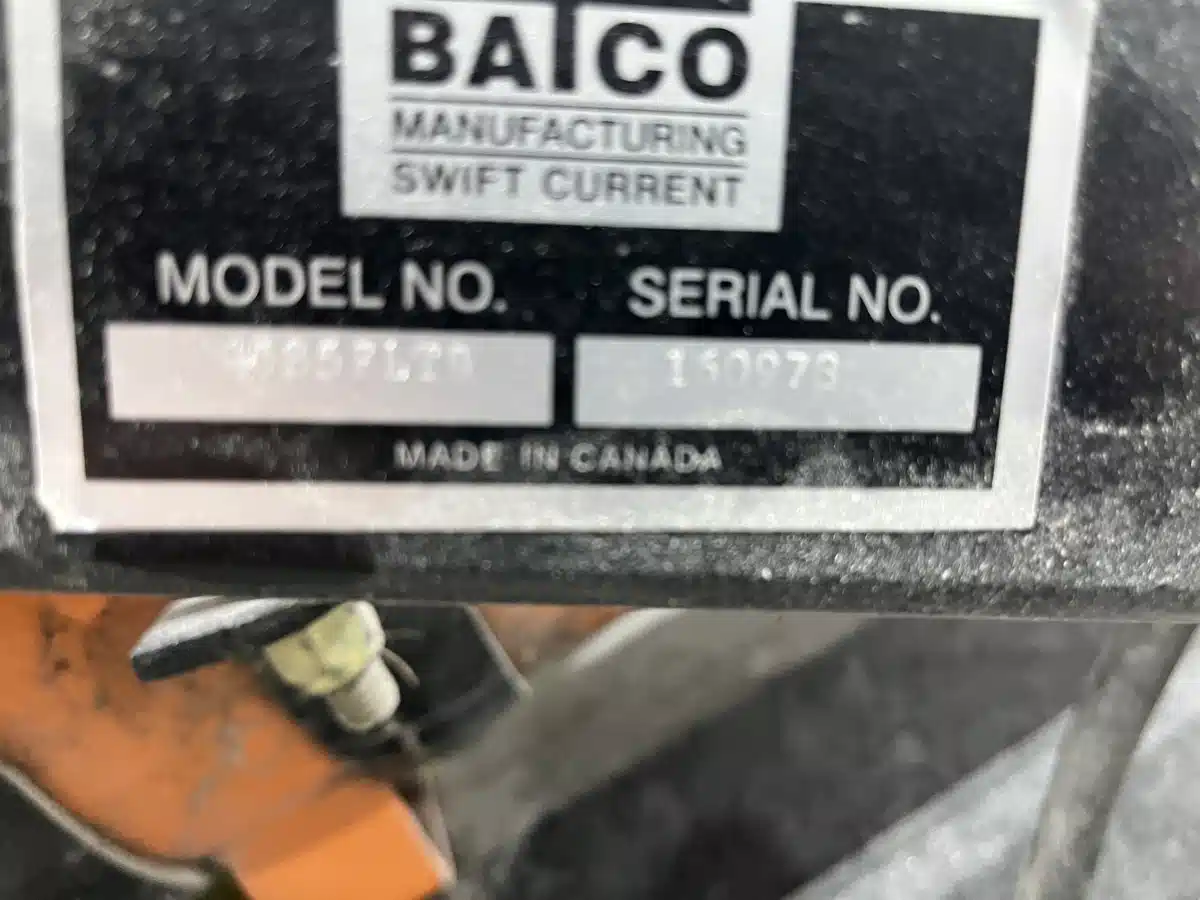 BATCO
MANUFACTURING
SWIFT CURRENT
MODEL NO. SERIAL NO.
MADE IN CANADA